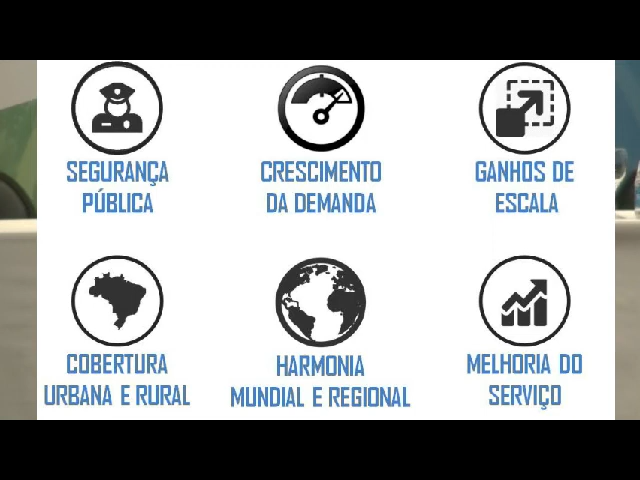 SEGURANÇA
PÚBLICA
CRESCIMENTO
DA DEMANDA
GANHOS DE
ESCALA
COBERTURA
URBANA E RURAL
HARMONIA
MUNDIAL E REGIONAL
MELHORIA DO
SERVIÇO